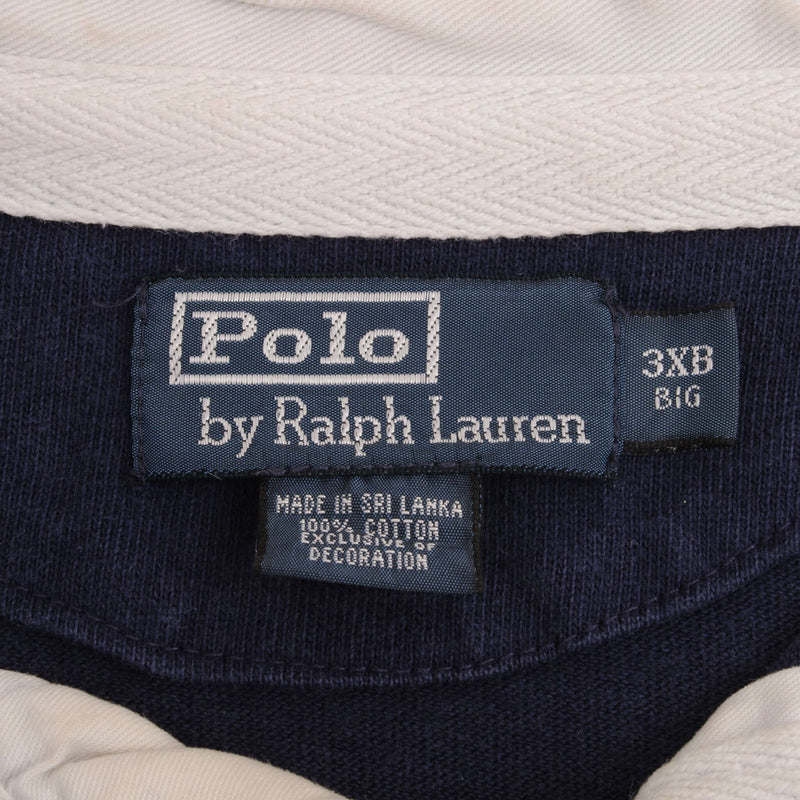 Polo
by Ralph Lauren
3XB
BIG
MADE IN SRI LANKA
100% COTTON
EXCLUSIVE OF
DECORATION